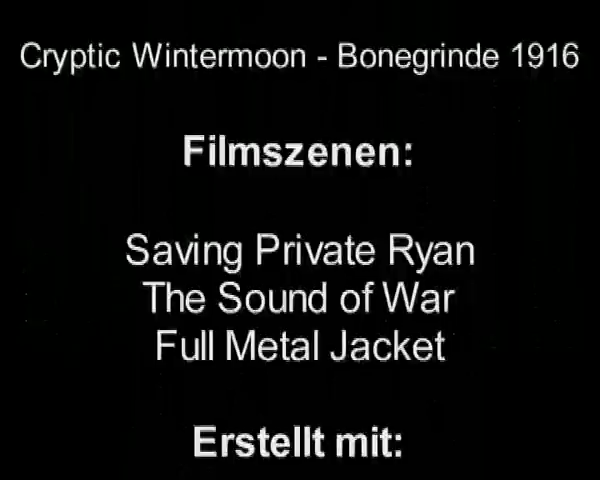 Cryptic Wintermoon - Bonegrinde 1916
Filmszenen:
Saving Private Ryan
The Sound of War
Full Metal Jacket
Erstellt mit: